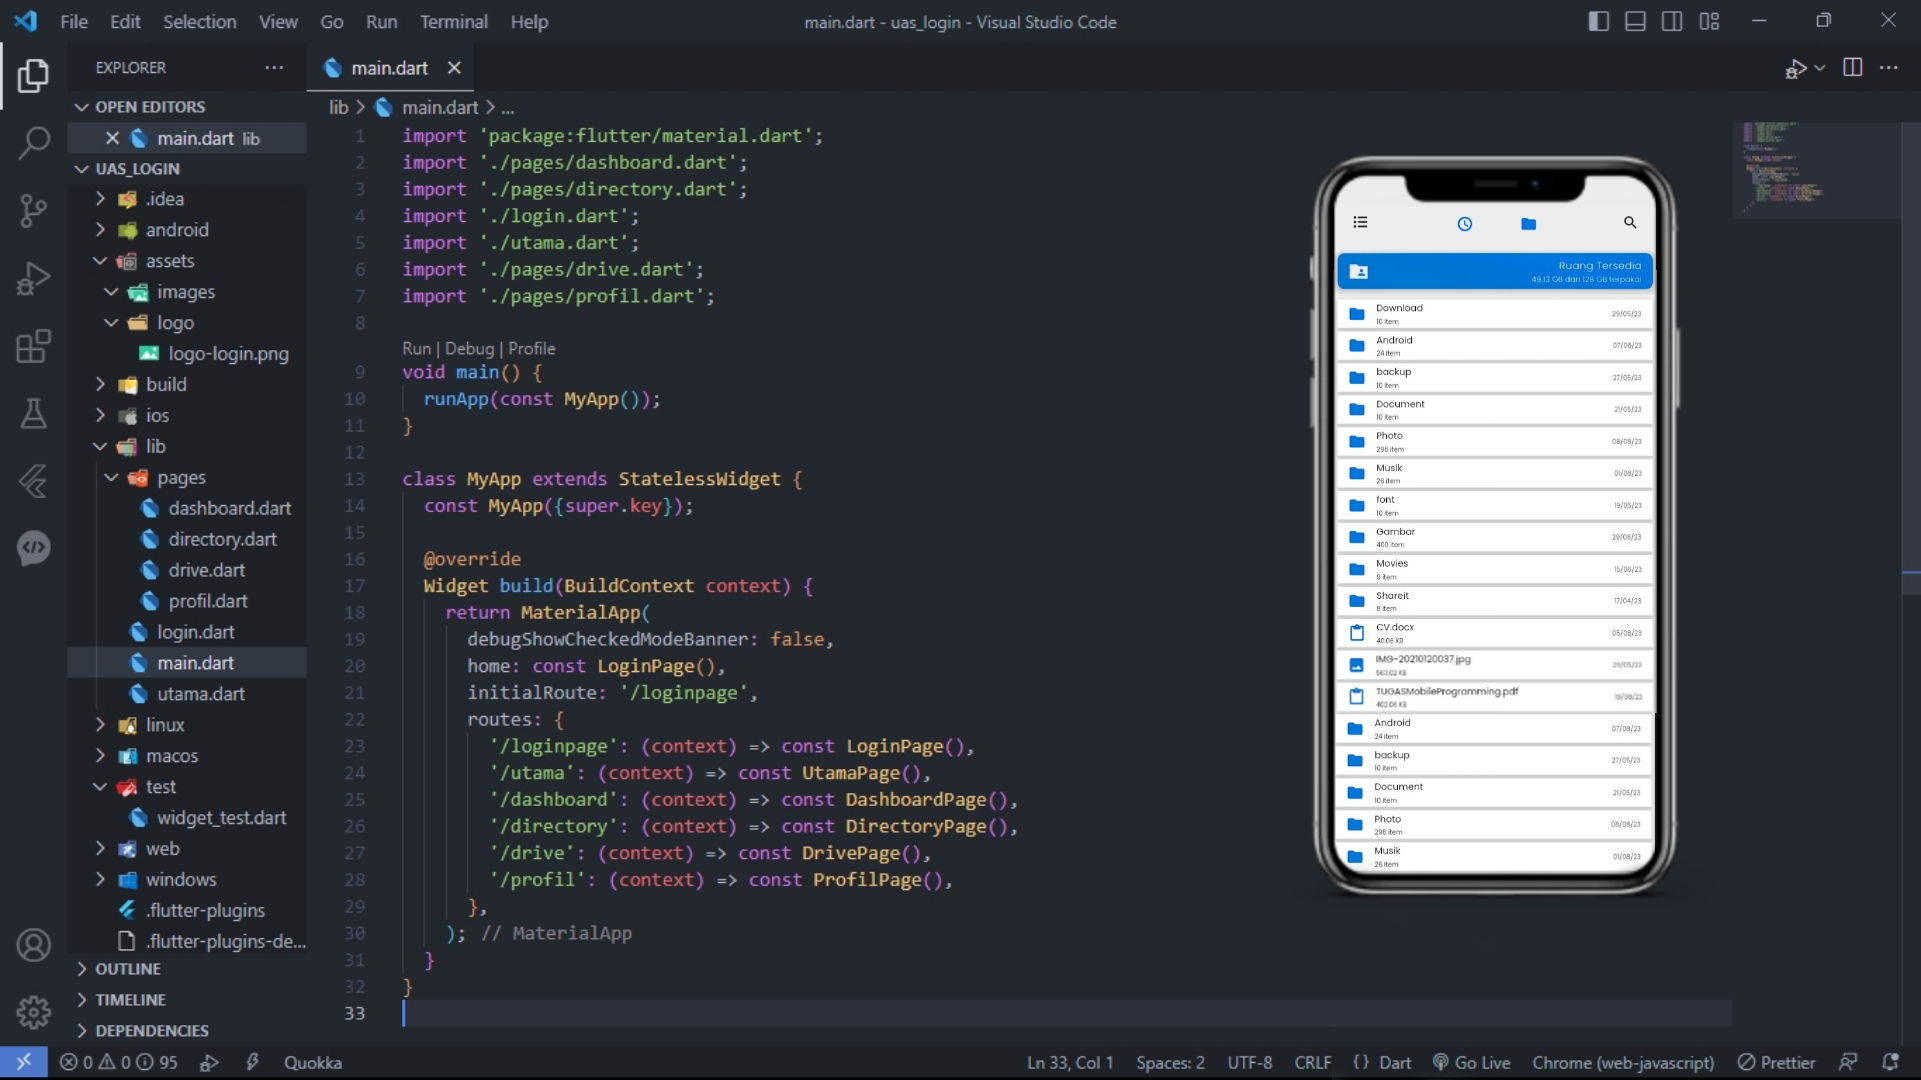 File Edit Selection View Go Run Terminal Help
main.dart - uas_login - Visual Studio Code
EXPLORER
OPEN EDITORS
main.dart lib
UAS_LOGIN
.idea
android
assets
images
logo
logo-login.png
build
ios
lib
pages
dashboard.dart
directory.dart
drive.dart
profil.dart
login.dart
main.dart
utama.dart
linux
macos
test
widget_test.dart
web
windows
.flutter-plugins
.flutter-plugins-de...
OUTLINE
TIMELINE
DEPENDENCIES
main.dart
lib > main.dart > ...
1 import 'package:flutter/material.dart';
2 import './pages/dashboard.dart';
3 import './pages/directory.dart';
4 import './login.dart';
5 import './utama.dart';
6 import './pages/drive.dart';
7 import './pages/profil.dart';
8
Run | Debug | Profile
9 void main() {
10 runApp(const MyApp());
11 }
12
13 class MyApp extends StatelessWidget {
14 const MyApp({super.key});
15
16 @override
17 Widget build(BuildContext context) {
18 return MaterialApp(
19 debugShowCheckedModeBanner: false,
20 home: const LoginPage(),
21 initialRoute: '/loginpage',
22 routes: {
23 '/loginpage': (context) => const LoginPage(),
24 '/utama': (context) => const UtamaPage(),
25 '/dashboard': (context) => const DashboardPage(),
26 '/directory': (context) => const DirectoryPage(),
27 '/drive': (context) => const DrivePage(),
28 '/profil': (context) => const ProfilPage(),
29 },
30 ); // MaterialApp
31 }
32 }
33
Ruang Tersedia
49.13 GB dari 128 GB terpakai
Download 29/05/23
10 item
Android 07/08/23
24 item
backup 27/05/23
10 item
Document 21/05/23
10 item
Photo 08/08/23
298 item
Musik 01/08/23
26 item
font 19/05/23
10 item
Gambar 29/08/23
400 item
Movies 15/06/23
9 item
Shareit 17/04/23
8 item
CV.docx 05/08/23
40.06 KB
IMG-20210120037.jpg 29/05/23
563.02 KB
TUGASMobileProgramming.pdf
402.06 KB
Android 07/08/23
24 item
backup 27/05/23
10 item
Document 21/05/23
10 item
Photo 08/08/23
298 item
Musik 01/08/23
26 item
0 0 95 Quokka
Ln 33, Col 1 Spaces: 2 UTF-8 CRLF {} Dart Go Live Chrome (web-javascript) Prettier